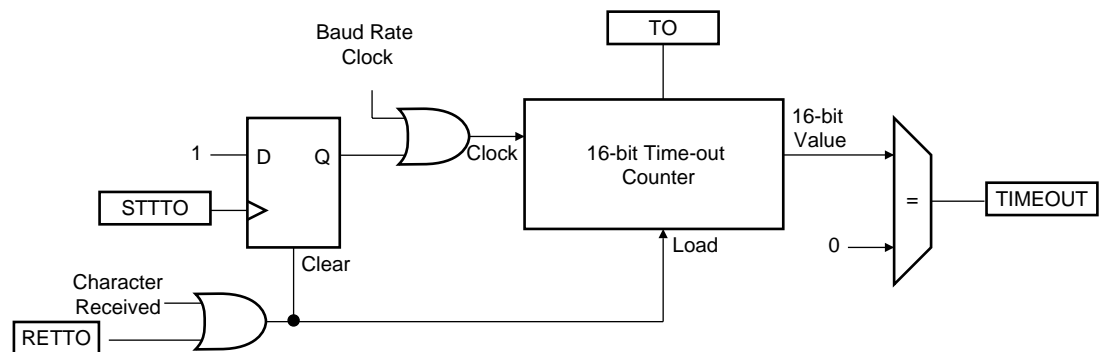 TO
Baud Rate
Clock
1
D
Q
STTTO
Clear
Clock
16-bit Time-out
Counter
16-bit
Value
=
0
TIMEOUT
Load
Character
Received
RETTO